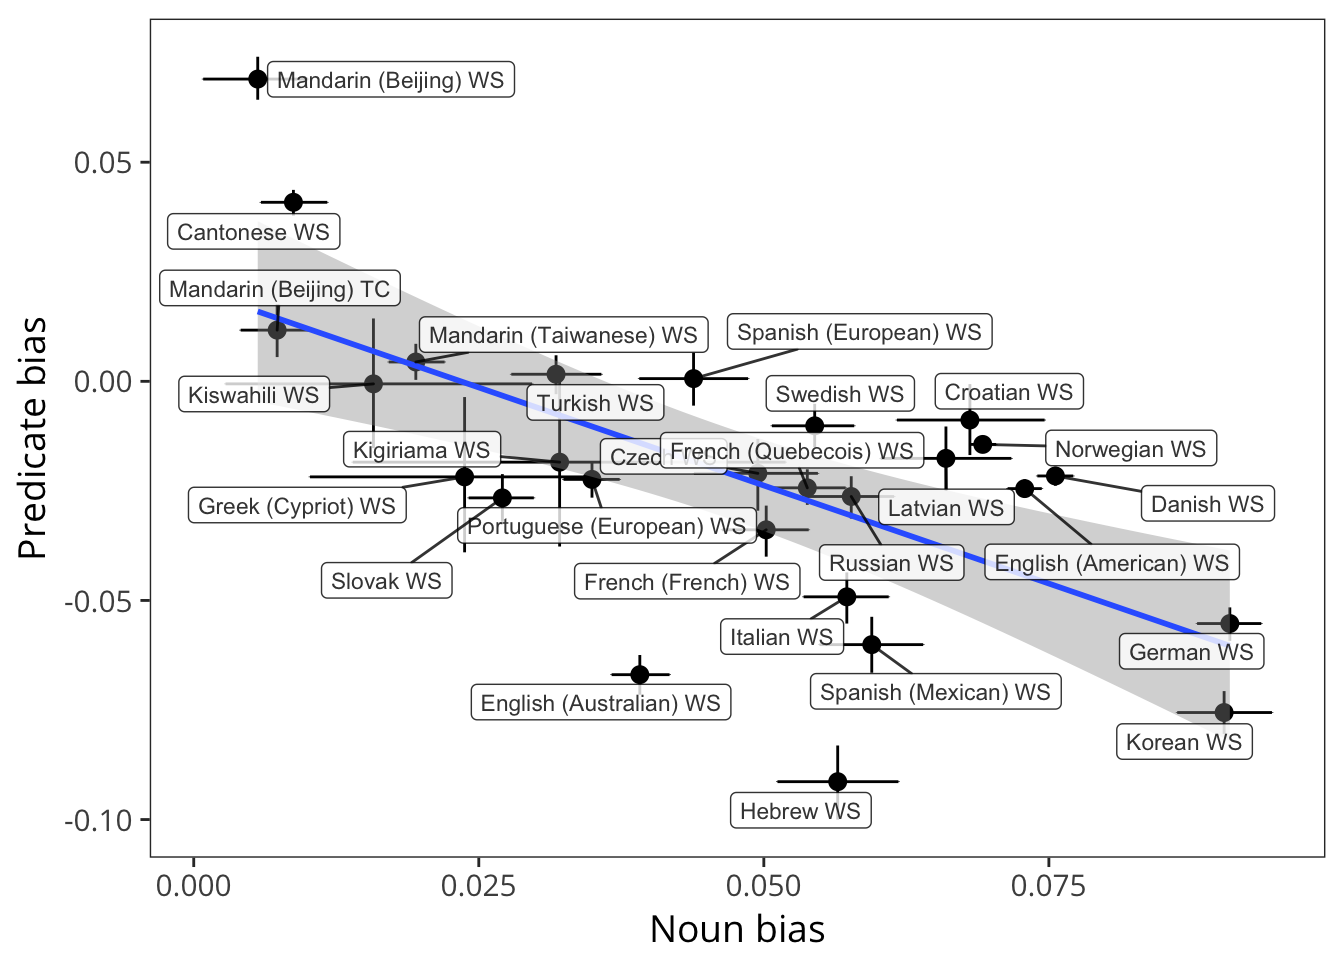 Mandarin (Beijing) WS
0.05
Cantonese WS
Mandarin (Beijing) TC
Mandarin (Taiwanese) WS
Spanish (European) WS
0.00
Kiswahili WS
Turkish WS
Swedish WS
Croatian WS
Kigiriama WS
Czech WS
French (Quebecois) WS
Norwegian WS
Greek (Cypriot) WS
Portuguese (European) WS
Latvian WS
Danish WS
Slovak WS
French (French) WS
Russian WS
English (American) WS
-0.05
Italian WS
German WS
English (Australian) WS
Spanish (Mexican) WS
Korean WS
Hebrew WS
-0.10
0.000
0.025
0.050
0.075
Noun bias
Predicate bias